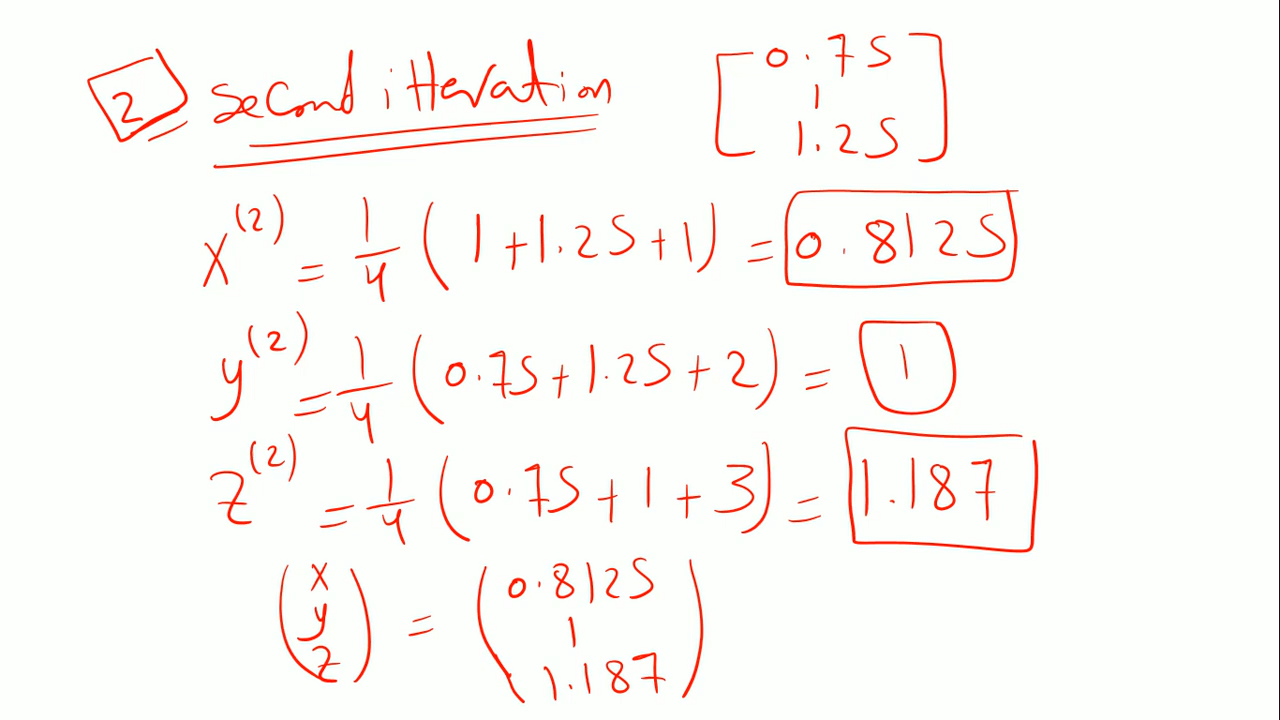 2 second itteration [0.75
1
1.25]
x^(2) = 1/4 (1+1.25+1) = 0.8125
y^(2) = 1/4 (0.75+1.25+2) = 1
z^(2) = 1/4 (0.75+1+3) = 1.187
(x y z) = (0.8125 1 1.187)